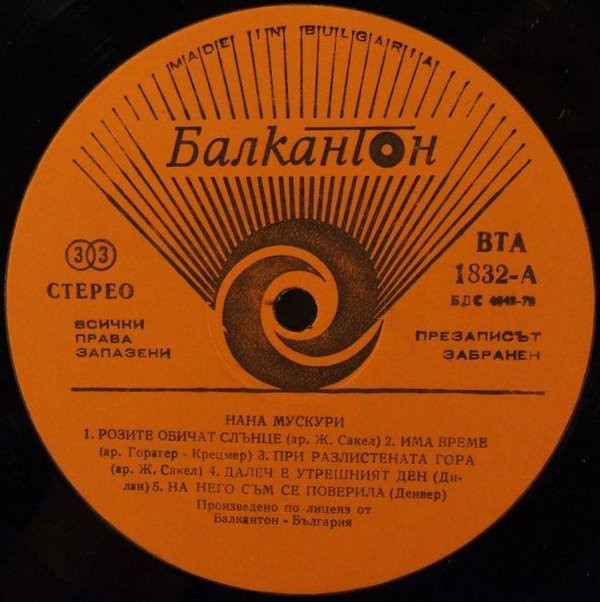 MADE IN BULGARIA
Балкантон
33
СТЕРЕО
ВСИЧКИ
ПРАВА
ЗАПАЗЕНИ
ВТА
1832-А
БДС
ПРЕЗАПИСЪТ
ЗАБРАНЕН
НАНА МУСКУРИ
1. РОЗИТЕ ОБИЧАТ СЛЪНЦЕ (ар. Ж. Сакел) 2. ИМА ВРЕМЕ
(ар. Горагер - Крецмер) 3. ПРИ РАЗЛИСТЕНАТА ГОРА
(ар. Ж. Сакел) 4. ДАЛЕЧ Е УТРЕШНИЯТ ДЕН (Ди-
лан) 5. НА НЕГО СЪМ СЕ ПОВЕРИЛА (Денвер)
Произведено по лиценз от
Балкантон - България